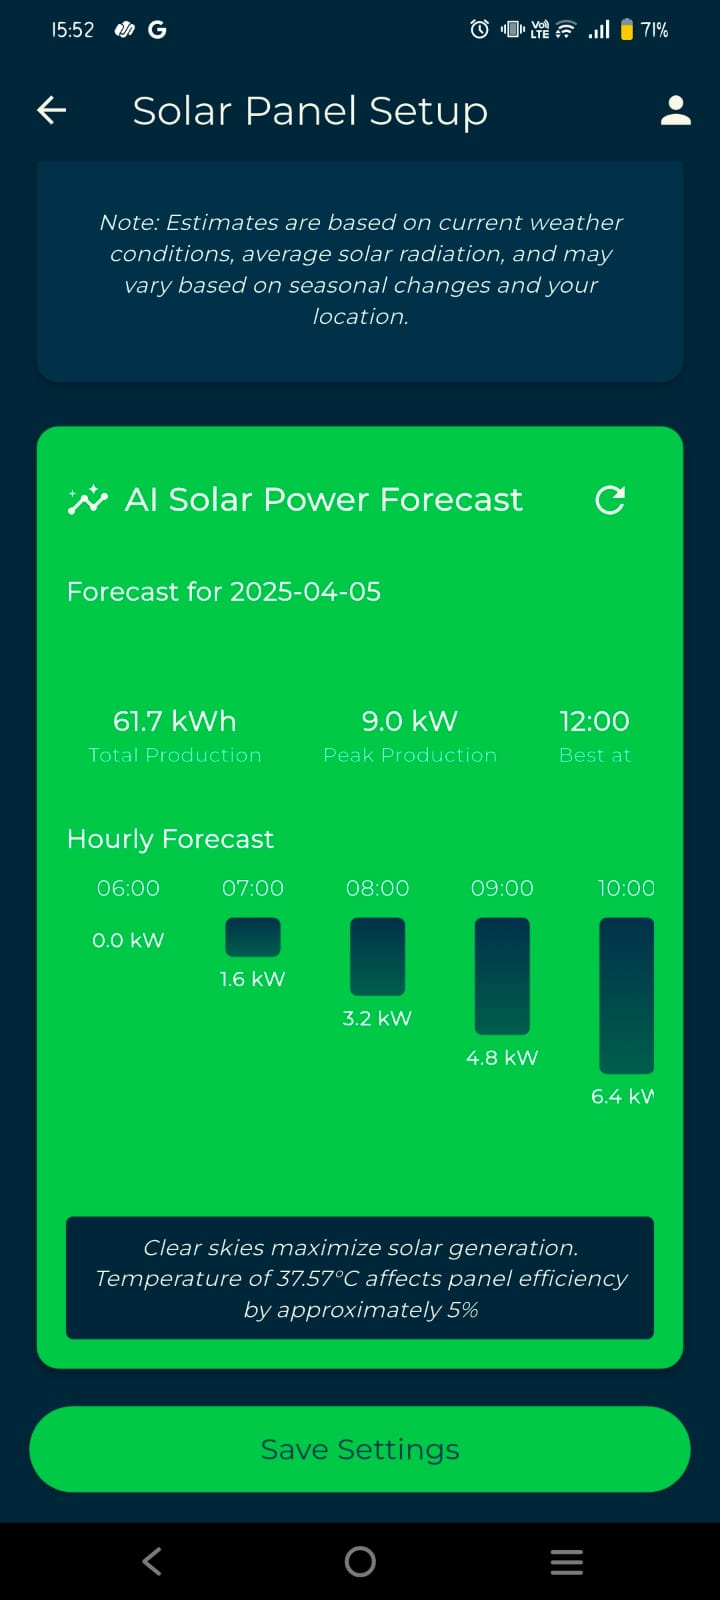 15:52
G
Vo)
LTE
71%
Solar Panel Setup
Note: Estimates are based on current weather
conditions, average solar radiation, and may
vary based on seasonal changes and your
location.
AI Solar Power Forecast
Forecast for 2025-04-05
61.7 kWh 9.0 kW 12:00
Total Production Peak Production Best at
Hourly Forecast
06:00 07:00 08:00 09:00 10:00
0.0 kW
1.6 kW
3.2 kW
4.8 kW
6.4 kW
Clear skies maximize solar generation.
Temperature of 37.57°C affects panel efficiency
by approximately 5%
Save Settings